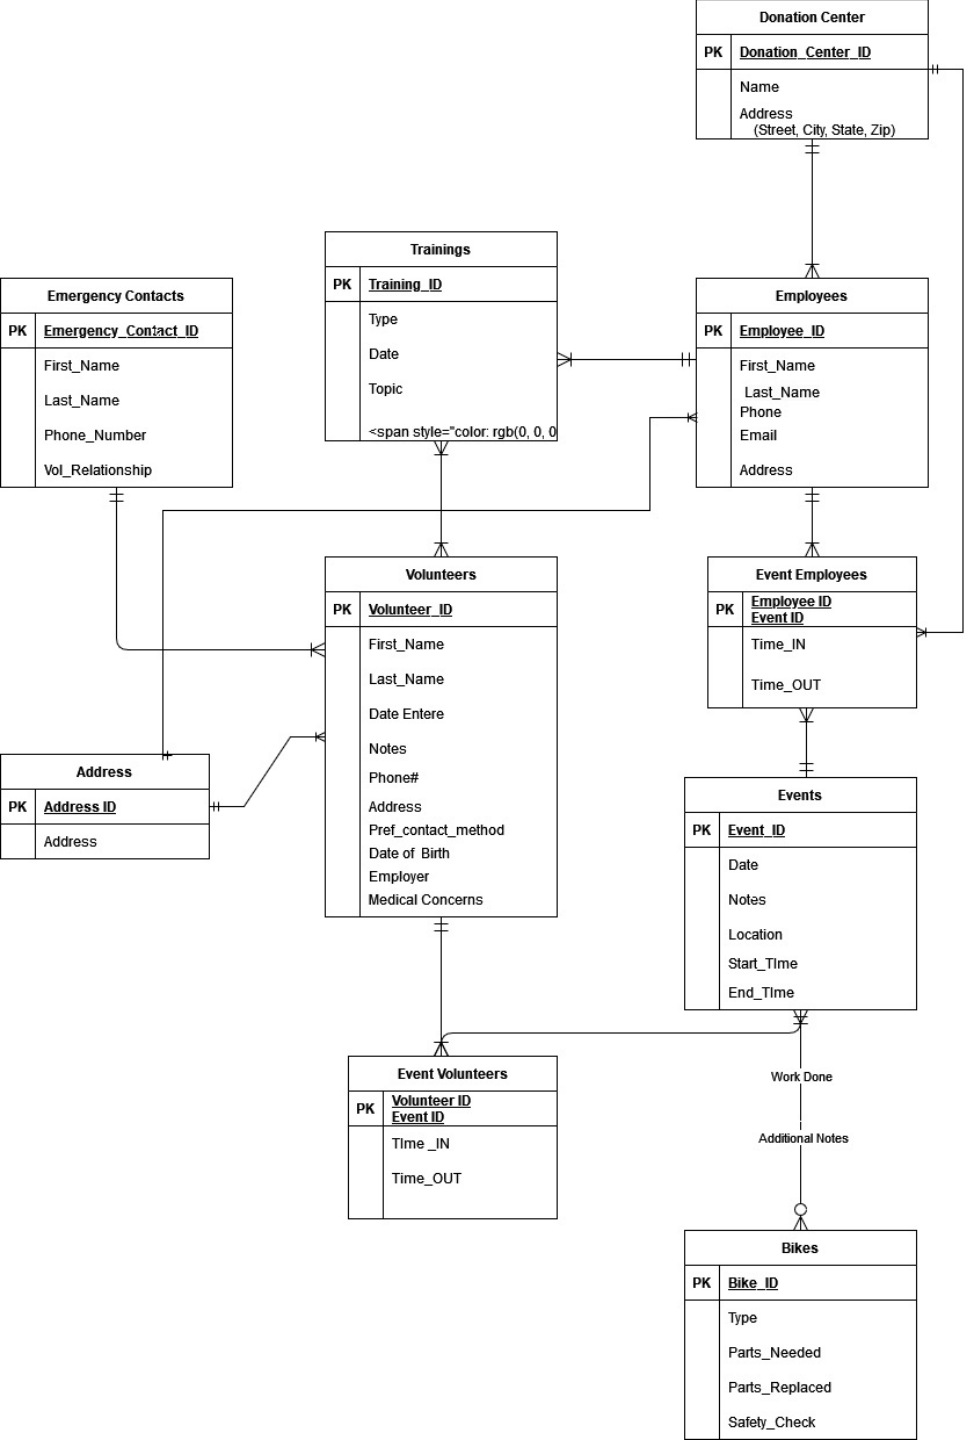 Donation Center
PK Donation_Center_ID
Name
Address
(Street, City, State, Zip)
Trainings
PK Training_ID
Type
Date
Topic
<span style="color: rgb(0, 0, 0
Emergency Contacts
PK Emergency_Contact_ID
First_Name
Last_Name
Phone_Number
Vol_Relationship
Employees
PK Employee_ID
First_Name
Last_Name
Phone
Email
Address
Volunteers
PK Volunteer_ID
First_Name
Last_Name
Date Entere
Notes
Phone#
Address
Pref_contact_method
Date of Birth
Employer
Medical Concerns
Event Employees
PK Employee ID
Event ID
Time_IN
Time_OUT
Address
PK Address ID
Address
Events
PK Event_ID
Date
Notes
Location
Start_TIme
End_TIme
Event Volunteers
PK Volunteer ID
Event ID
TIme _IN
Time_OUT
Work Done
Additional Notes
Bikes
PK Bike_ID
Type
Parts_Needed
Parts_Replaced
Safety_Check